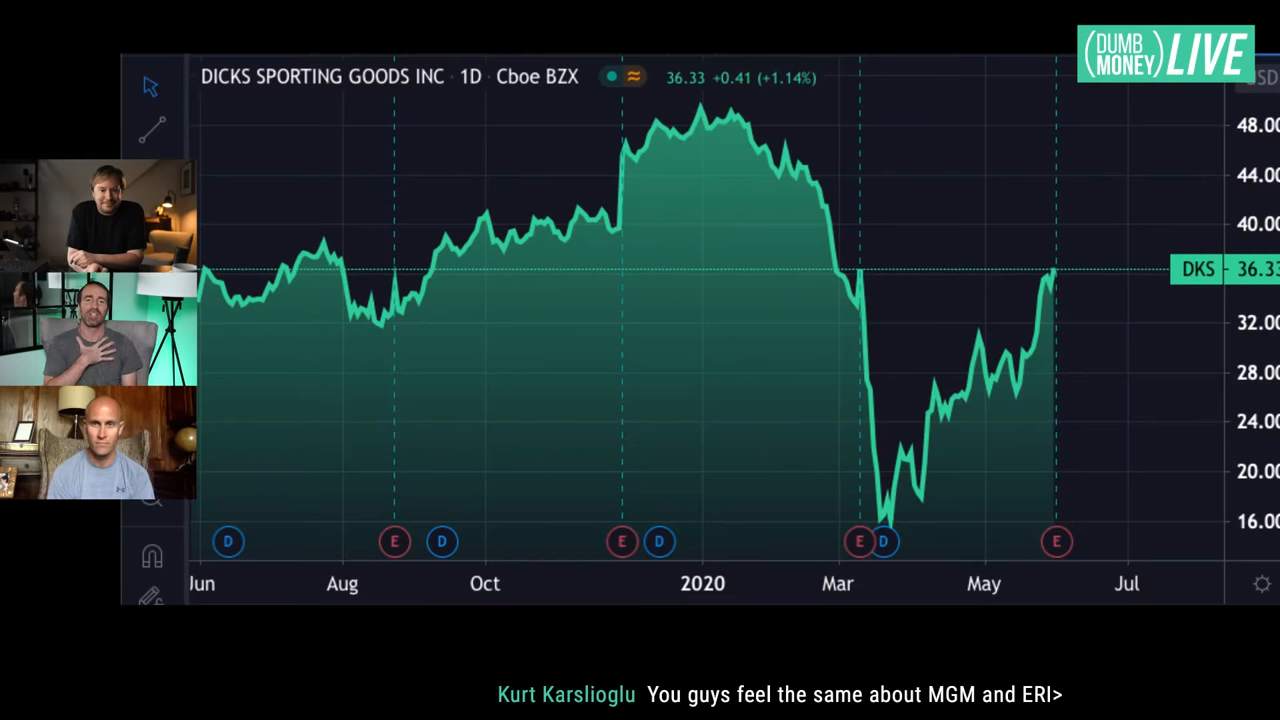 (DUMB MONEY) LIVE
DICKS SPORTING GOODS INC · 1D · Cboe BZX 36.33 +0.41 (+1.14%)
USD
48.00
44.00
40.00
DKS 36.33
32.00
28.00
24.00
20.00
16.00
D E D E D E D E
Jun Aug Oct 2020 Mar May Jul
Kurt Karslioglu You guys feel the same about MGM and ERI>